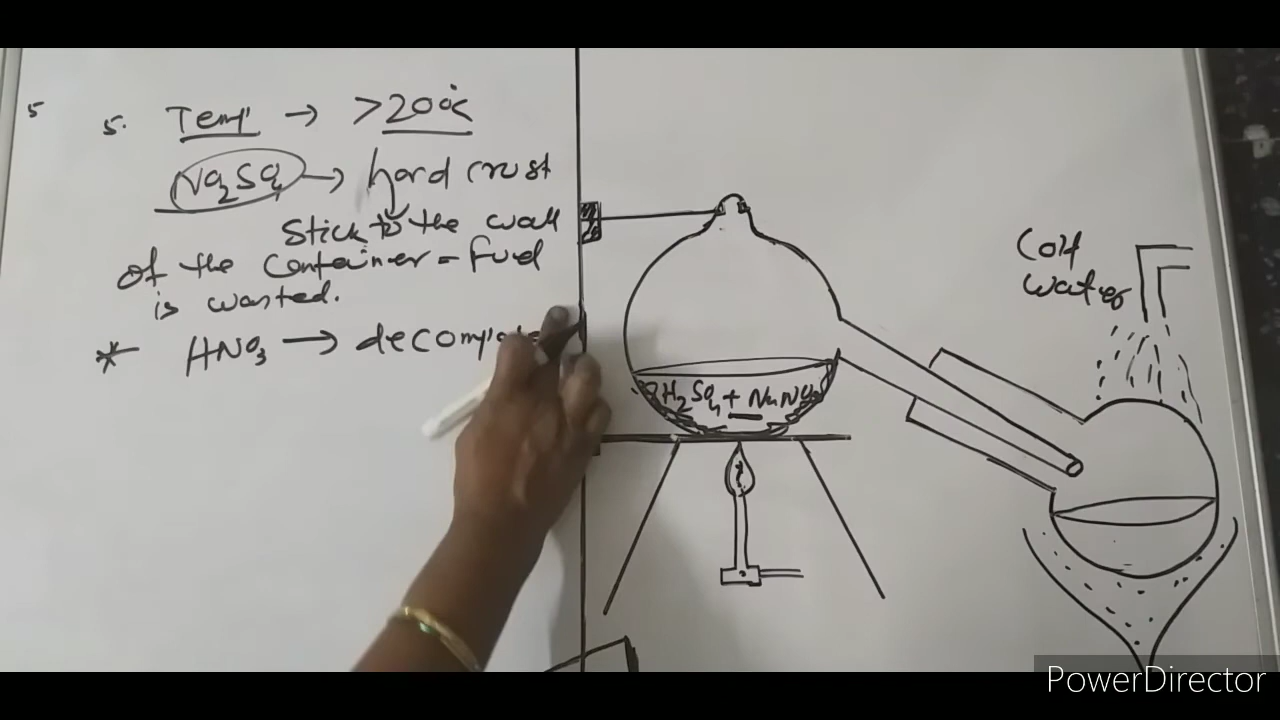 5
5. Temp → >200°c
Na2SO4 → hard crust
Stick to the wall
of the container = fuel
is wasted.
* HNO3 → decompo
Cold
water
H2SO4 + NaNO3
PowerDirector